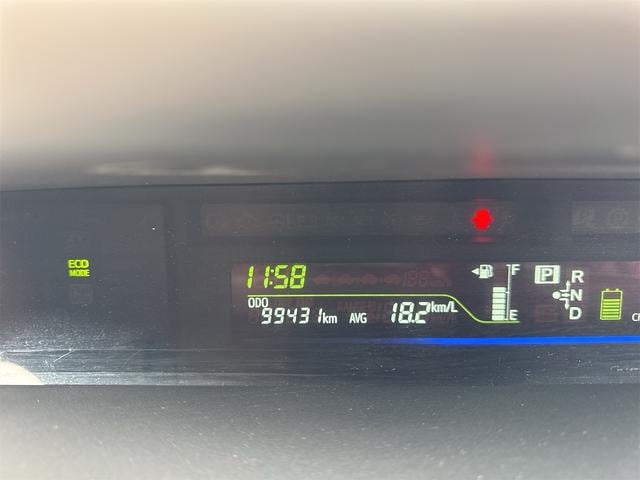 ECO
MODE
11:58
F
P
R
ODO
N
99431km AVG 18.2km/L
E
D